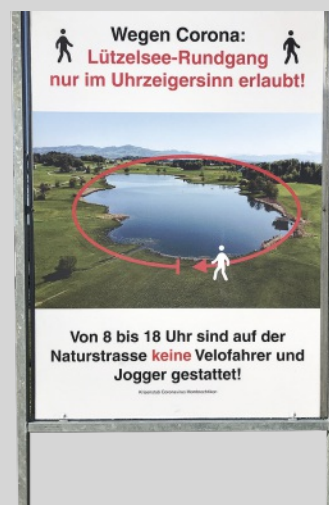 Wegen Corona:
Lützelsee-Rundgang
nur im Uhrzeigersinn erlaubt!
Von 8 bis 18 Uhr sind auf der
Naturstrasse keine Velofahrer und
Jogger gestattet!